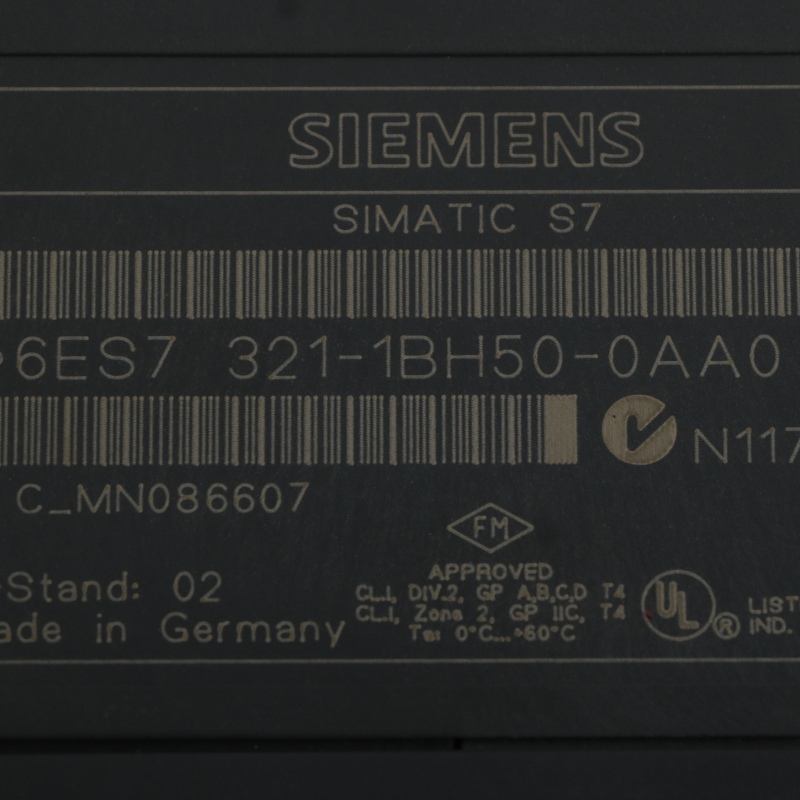 SIEMENS
SIMATIC S7
6ES7 321-1BH50-0AA0
N117
C_MN086607
FM
APPROVED
-Stand: 02
CL.I, DIV.2, GP A,B,C,D T4
CL.I, Zone 2, GP IIC, T4
Ta: 0°C...+60°C
ade in Germany
UL
®
LIST
IND.